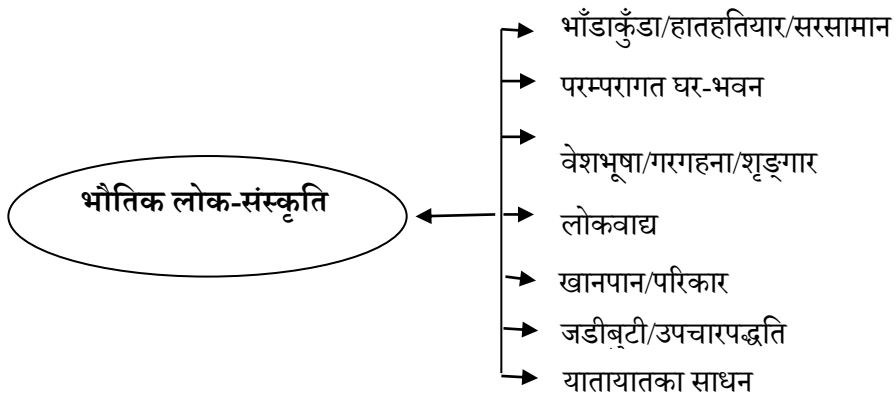 भाँडाकुँडा/हातहतियार/सरसामान
परम्परागत घर-भवन
वेशभूषा/गरगहना/शृङ्गार
भौतिक लोक-संस्कृति
लोकवाद्य
खानपान/परिकार
जडीबुटी/उपचारपद्धति
यातायातका साधन